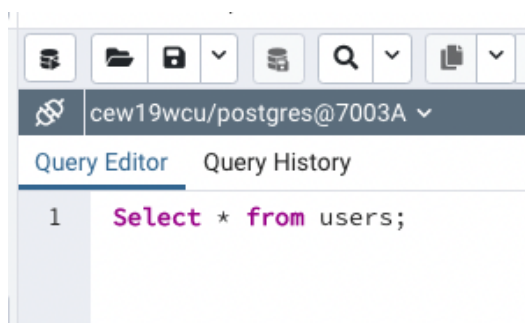 cew19wcu/postgres@7003A
Query Editor Query History
1 Select * from users;